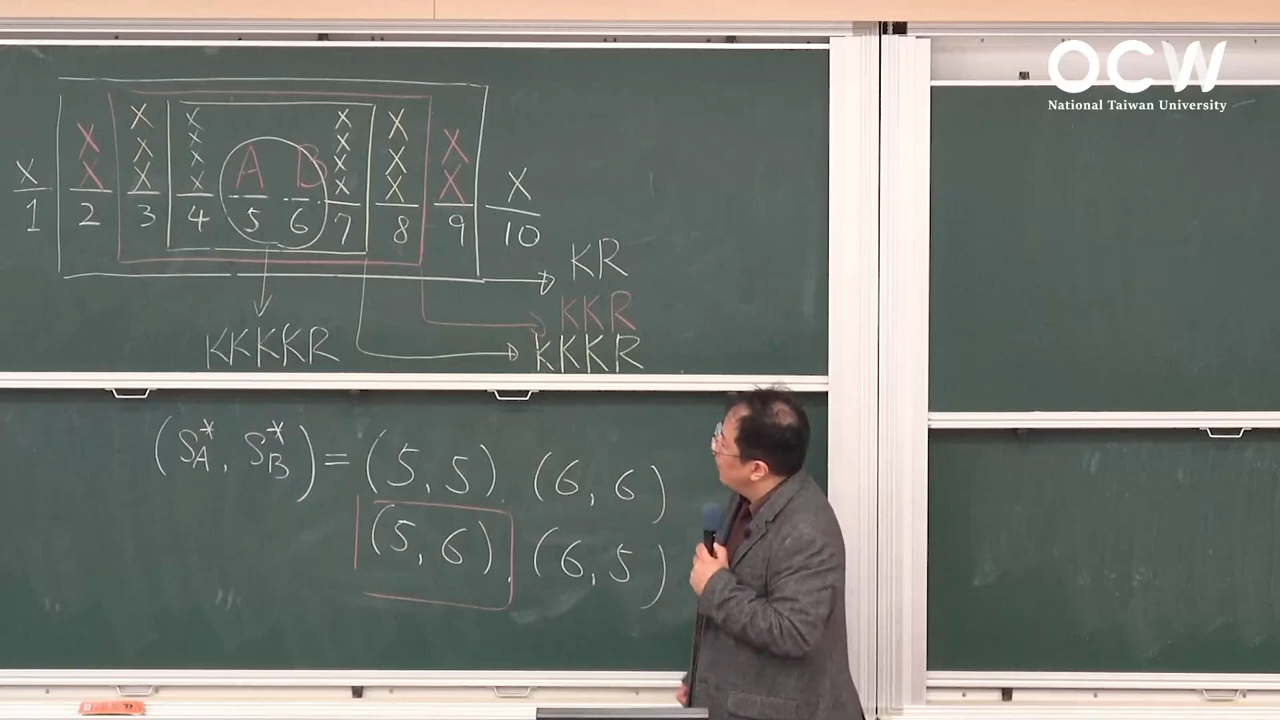 OCW
National Taiwan University
X X X X X X X X
X X X X X X
X X X X
X X
A B
1 2 3 4 5 6 7 8 9 10
KR
KKR
KKKKR KKKR
(S*A, S*B) = (5, 5), (6, 6)
(5, 6), (6, 5)